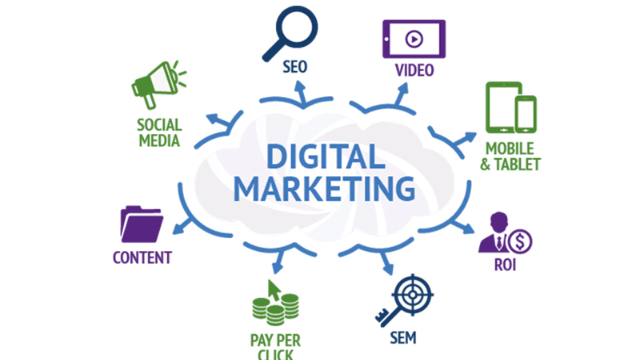 SEO
VIDEO
SOCIAL
MEDIA
MOBILE
& TABLET
DIGITAL
MARKETING
CONTENT
ROI
PAY PER
CLICK
SEM
$